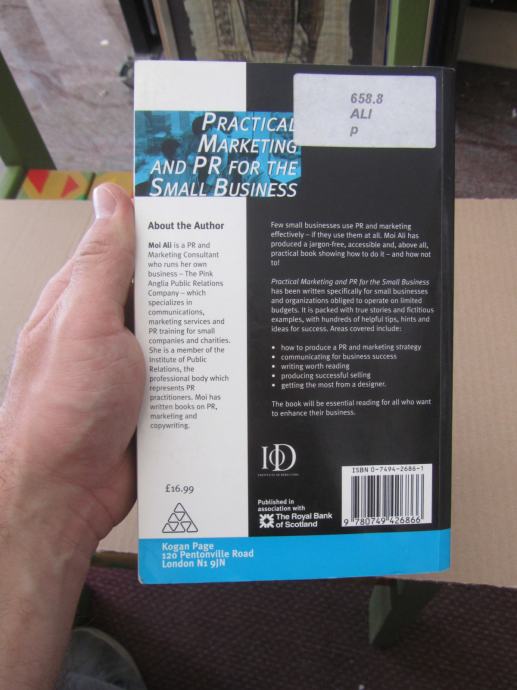 658.8
ALI
p
PRACTICAL
MARKETING
AND PR FOR THE
SMALL BUSINESS
About the Author
Moi Ali is a PR and
Marketing Consultant
who runs her own
business – The Pink
Anglia Public Relations
Company – which
specializes in
communications,
marketing services and
PR training for small
companies and charities.
She is a member of the
Institute of Public
Relations, the
professional body which
represents PR
practitioners. Moi has
written books on PR,
marketing and
copywriting.
£16.99
Few small businesses use PR and marketing
effectively – if they use them at all. Moi Ali has
produced a jargon-free, accessible and, above all,
practical book showing how to do it – and how not
to!
Practical Marketing and PR for the Small Business
has been written specifically for small businesses
and organizations obliged to operate on limited
budgets. It is packed with true stories and fictitious
examples, with hundreds of helpful tips, hints and
ideas for success. Areas covered include:
• how to produce a PR and marketing strategy
• communicating for business success
• writing worth reading
• producing successful selling
• getting the most from a designer.
The book will be essential reading for all who want
to enhance their business.
IOD
INSTITUTE OF DIRECTORS
Published in
association with
The Royal Bank
of Scotland
ISBN 0-7494-2686-1
9 780749 426866
Kogan Page
120 Pentonville Road
London N1 9JN